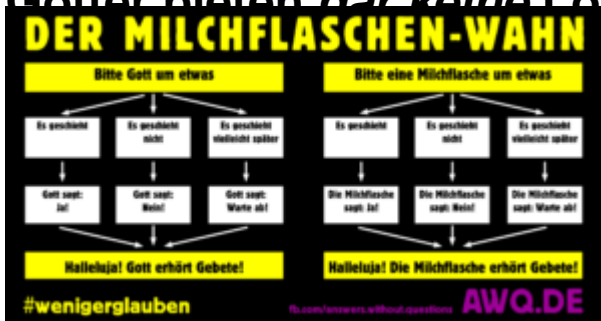 DER MILCHFLASCHEN-WAHN
Bitte Gott um etwas
Es geschieht
Es geschieht
nicht
Es geschieht
vielleicht später
Gott sagt:
Ja!
Gott sagt:
Nein!
Gott sagt:
Warte ab!
Halleluja! Gott erhört Gebete!
Bitte eine Milchflasche um etwas
Es geschieht
Es geschieht
nicht
Es geschieht
vielleicht später
Die Milchflasche
sagt: Ja!
Die Milchflasche
sagt: Nein!
Die Milchflasche
sagt: Warte ab!
Halleluja! Die Milchflasche erhört Gebete!
#wenigerglauben
fb.com/answers.without.questions
AWQ.DE